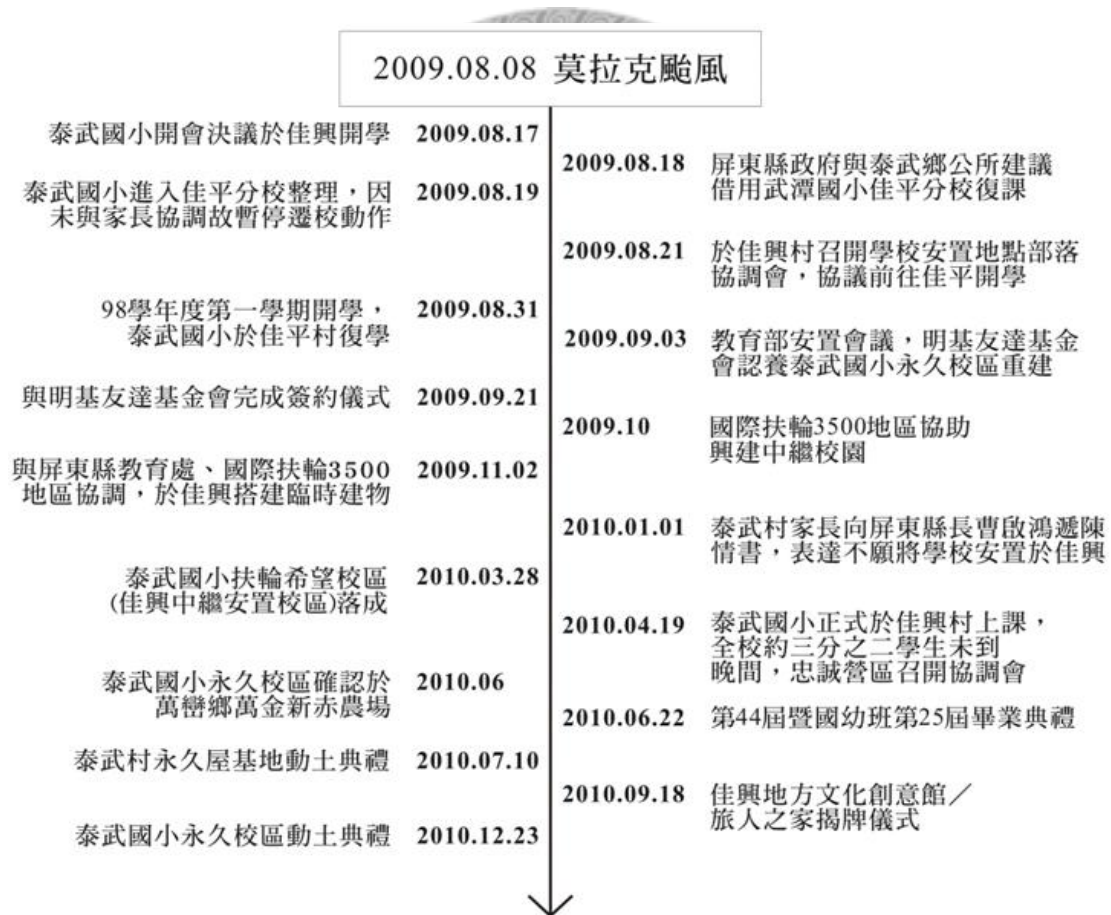 2009.08.08 莫拉克颱風
泰武國小開會決議於佳興開學 2009.08.17
2009.08.18 屏東縣政府與泰武鄉公所建議
借用武潭國小佳平分校復課
泰武國小進入佳平分校整理，因 2009.08.19
未與家長協調故暫停遷校動作
2009.08.21 於佳興村召開學校安置地點部落
協調會，協議前往佳平開學
98學年度第一學期開學， 2009.08.31
泰武國小於佳平村復學
2009.09.03 教育部安置會議，明基友達基金
會認養泰武國小永久校區重建
與明基友達基金會完成簽約儀式 2009.09.21
2009.10 國際扶輪3500地區協助
興建中繼校園
與屏東縣教育處、國際扶輪3500 2009.11.02
地區協調，於佳興搭建臨時建物
2010.01.01 泰武村家長向屏東縣長曹啟鴻遞陳
情書，表達不願將學校安置於佳興
泰武國小扶輪希望校區 2010.03.28
(佳興中繼安置校區)落成
2010.04.19 泰武國小正式於佳興村上課，
全校約三分之二學生未到
晚間，忠誠營區召開協調會
泰武國小永久校區確認於 2010.06
萬巒鄉萬金新赤農場
2010.06.22 第44屆暨國幼班第25屆畢業典禮
泰武村永久屋基地動土典禮 2010.07.10
2010.09.18 佳興地方文化創意館／
旅人之家揭牌儀式
泰武國小永久校區動土典禮 2010.12.23